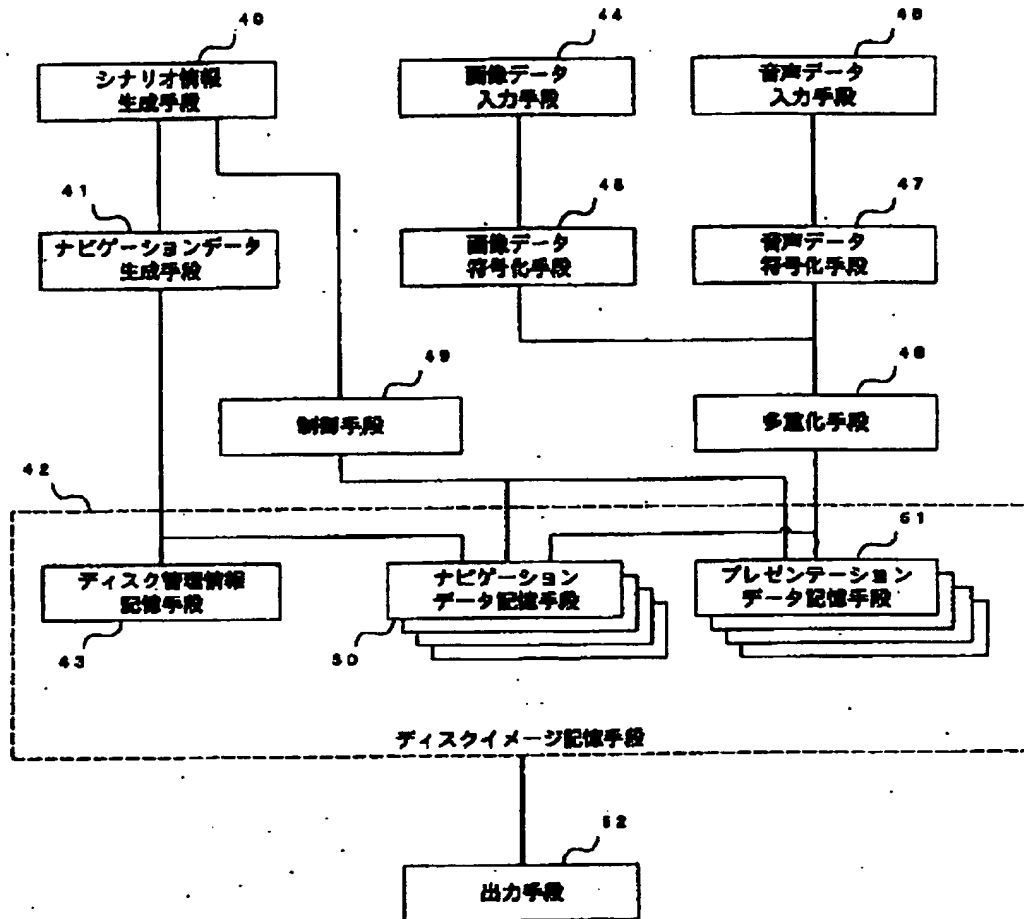 40
44
46
シナリオ情報
生成手段
画像データ
入力手段
音声データ
入力手段
41
45
47
ナビゲーションデータ
生成手段
画像データ
符号化手段
音声データ
符号化手段
49
48
制御手段
多重化手段
42
51
ディスク管理情報
記憶手段
ナビゲーション
データ記憶手段
プレゼンテーション
データ記憶手段
43
50
ディスクイメージ記憶手段
52
出力手段